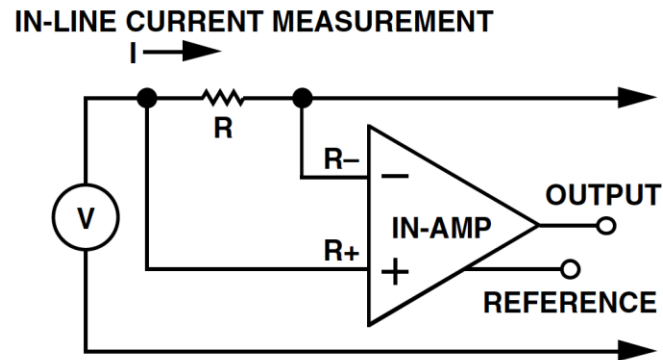 IN-LINE CURRENT MEASUREMENT
I
R
R−
V
IN-AMP
OUTPUT
R+
REFERENCE